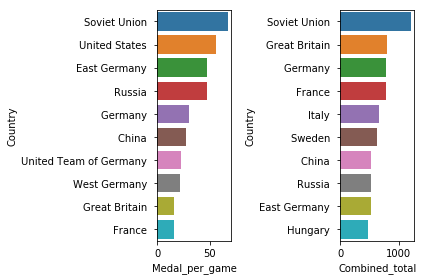 Country
Soviet Union
United States
East Germany
Russia
Germany
China
United Team of Germany
West Germany
Great Britain
France
0
50
Medal_per_game
Country
Soviet Union
Great Britain
Germany
France
Italy
Sweden
China
Russia
East Germany
Hungary
0
1000
Combined_total